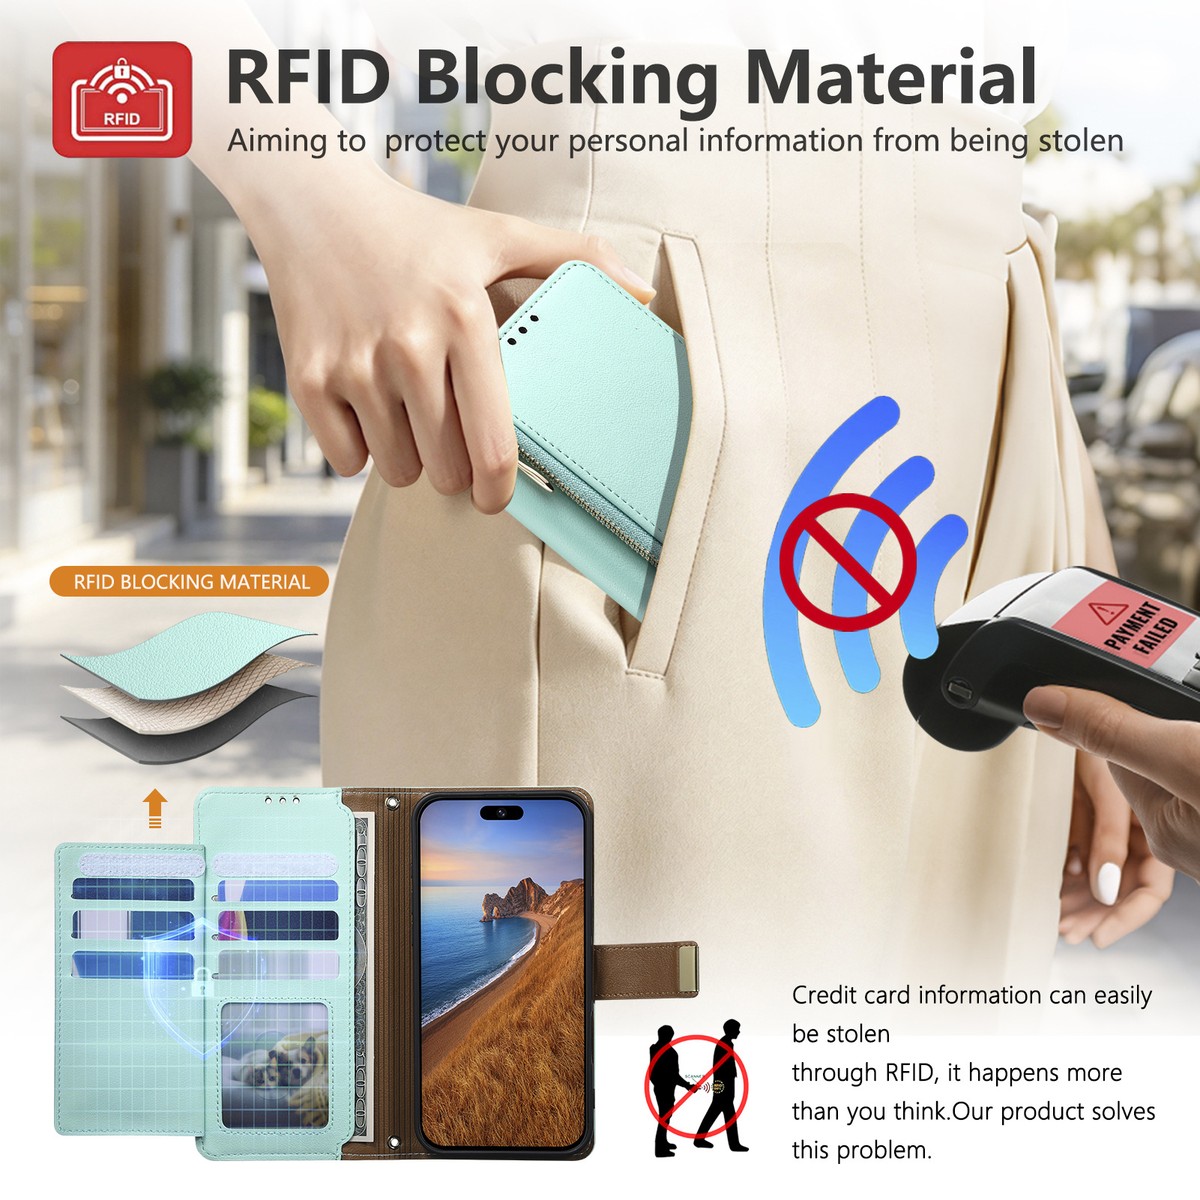 RFID
RFID Blocking Material
Aiming to  protect your personal information from being stolen
RFID BLOCKING MATERIAL
PAYMENT
FAILED
Credit card information can easily
be stolen
through RFID, it happens more
than you think.Our product solves
this problem.